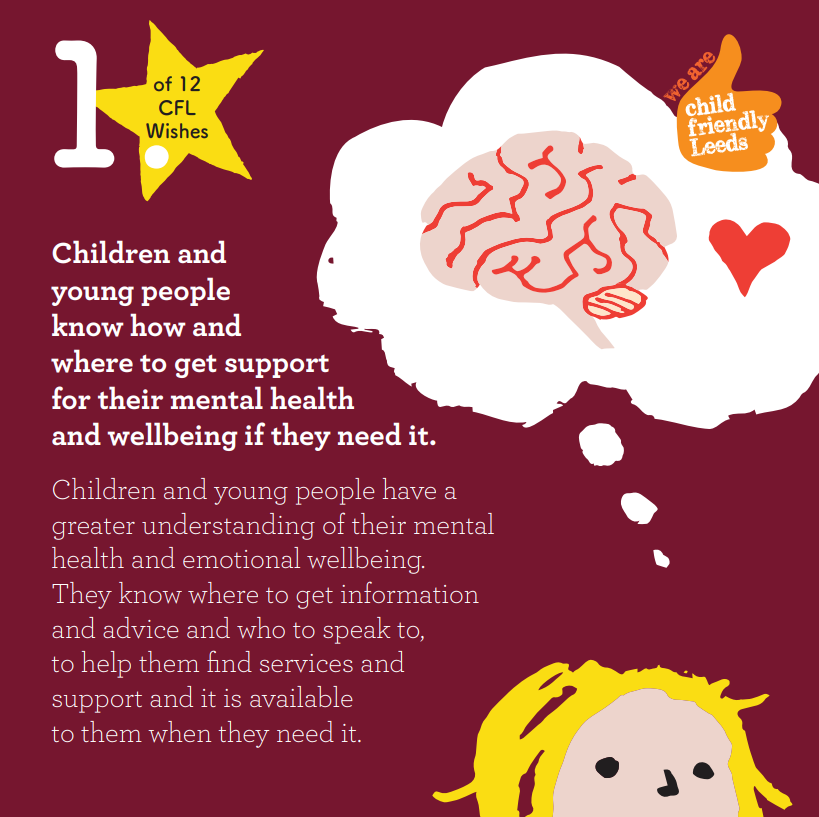 1.
of 12
CFL
Wishes
we are
child
friendly
Leeds
Children and
young people
know how and
where to get support
for their mental health
and wellbeing if they need it.
Children and young people have a
greater understanding of their mental
health and emotional wellbeing.
They know where to get information
and advice and who to speak to,
to help them find services and
support and it is available
to them when they need it.